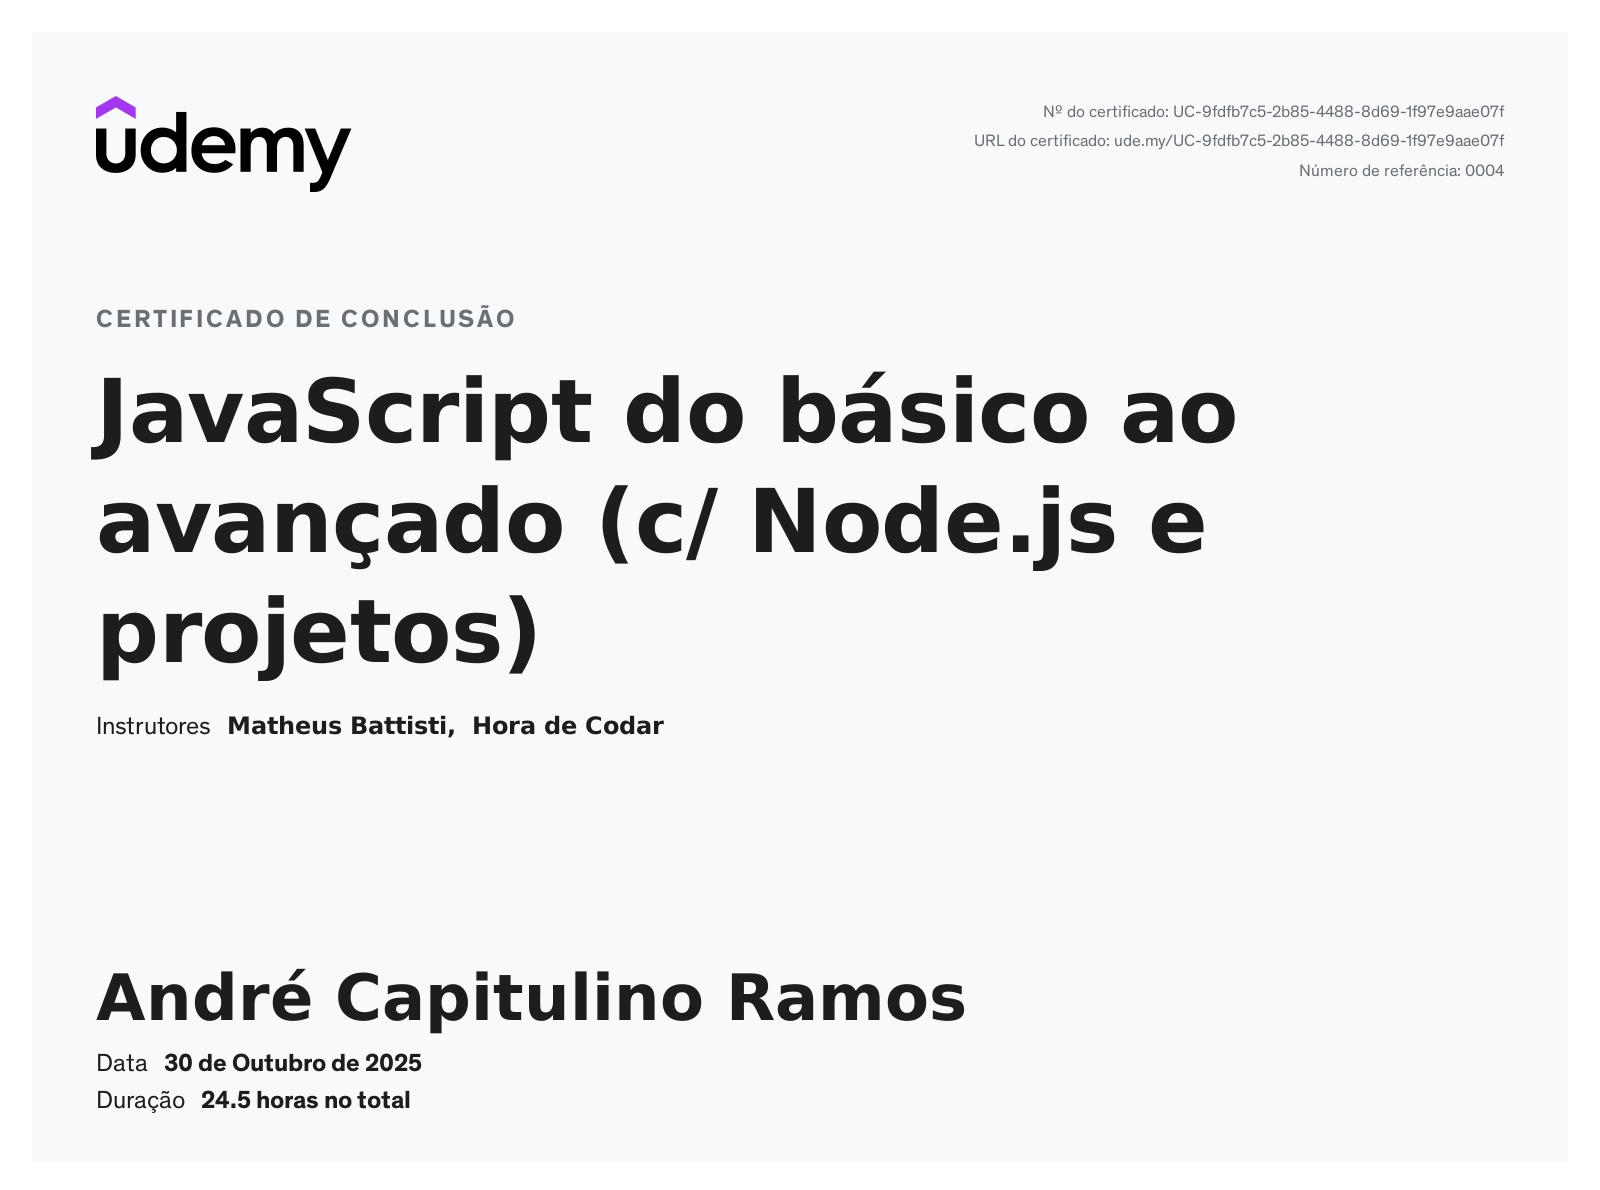 udemy
Nº do certificado: UC-9fdfb7c5-2b85-4488-8d69-1f97e9aae07f
URL do certificado: ude.my/UC-9fdfb7c5-2b85-4488-8d69-1f97e9aae07f
Número de referência: 0004
CERTIFICADO DE CONCLUSÃO
JavaScript do básico ao
avançado (c/ Node.js e
projetos)
Instrutores Matheus Battisti, Hora de Codar
André Capitulino Ramos
Data 30 de Outubro de 2025
Duração 24.5 horas no total